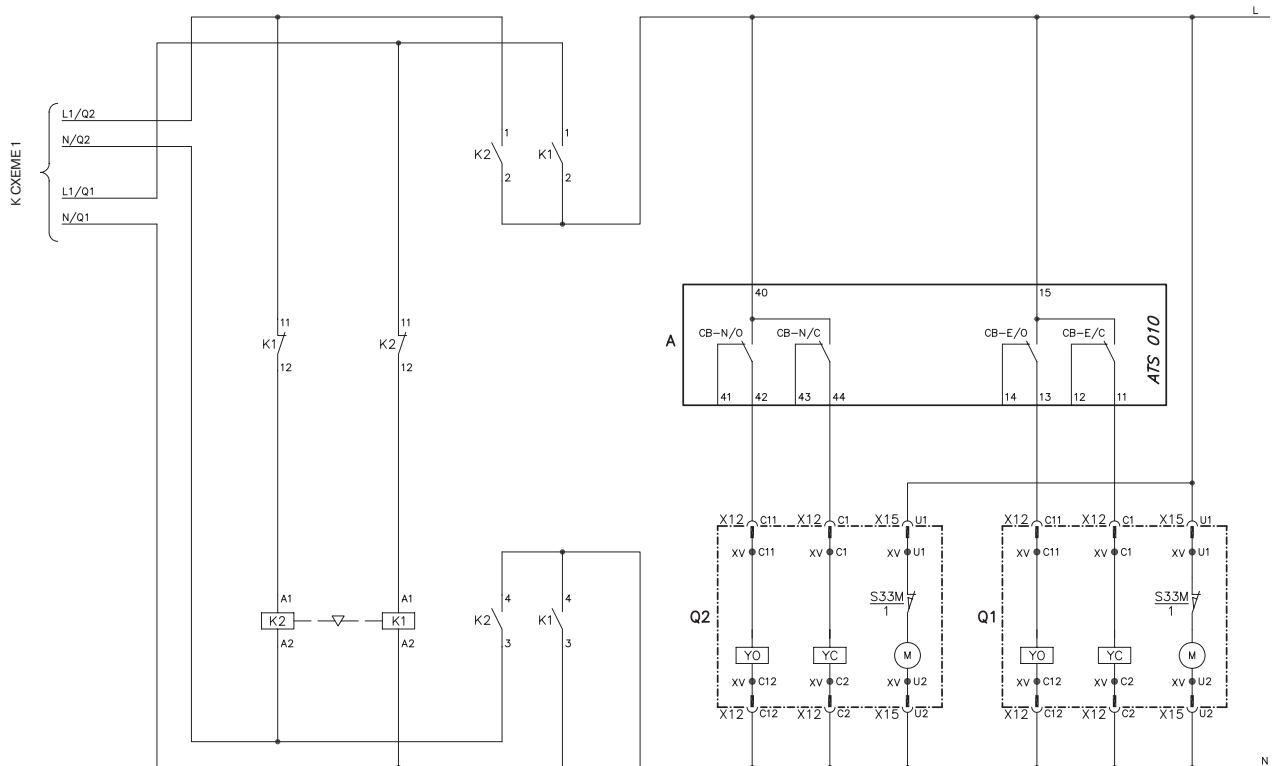 L
L1/Q2
N/Q2
К СХЕМЕ 1
L1/Q1
N/Q1
1 1
K2 K1
2 2
40 15
11 11
K1 K2
12 12
CB-N/O CB-N/C CB-E/O CB-E/C
A
ATS 010
41 42 43 44 14 13 12 11
X12 C11 X12 C1 X15 U1 X12 C11 X12 C1 X15 U1
XV C11 XV C1 XV U1 XV C11 XV C1 XV U1
A1 A1 4 4
K2 K1 K2 K1
A2 A2 3 3
S33M S33M
1 1
Q2 Q1
YO YC M YO YC M
XV C12 XV C2 XV U2 XV C12 XV C2 XV U2
X12 C12 X12 C2 X15 U2 X12 C12 X12 C2 X15 U2
N